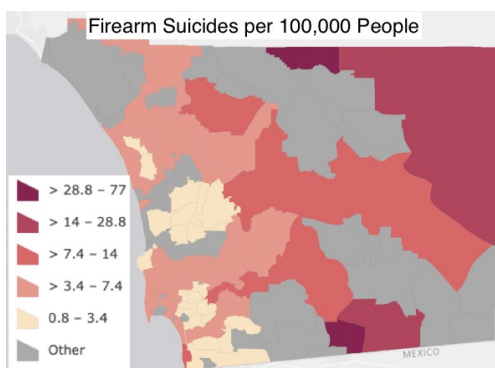 Firearm Suicides per 100,000 People
> 28.8 – 77
> 14 – 28.8
> 7.4 – 14
> 3.4 – 7.4
0.8 – 3.4
Other
MEXICO